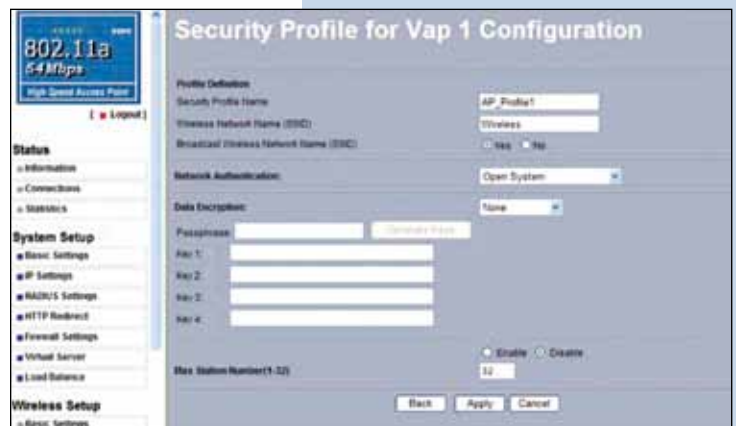 Security Profile for Vap 1 Configuration
802.11a
54Mbps
High Speed Access Point
[ Logout ]
Status
Information
Connections
Statistics
System Setup
Basic Settings
IP Settings
RADIUS Settings
HTTP Redirect
Firewall Settings
Virtual Server
Load Balance
Wireless Setup
Basic Settings
Profile Definition
Security Profile Name
AP_Profile1
Wireless Network Name (SSID)
Wireless
Broadcast Wireless Network Name (SSID)
Yes No
Network Authentication:
Open System
Data Encryption:
None
Passphrase:
Generate Keys
Key 1:
Key 2:
Key 3:
Key 4:
Enable Disable
Max Station Number(1-32)
32
Back Apply Cancel